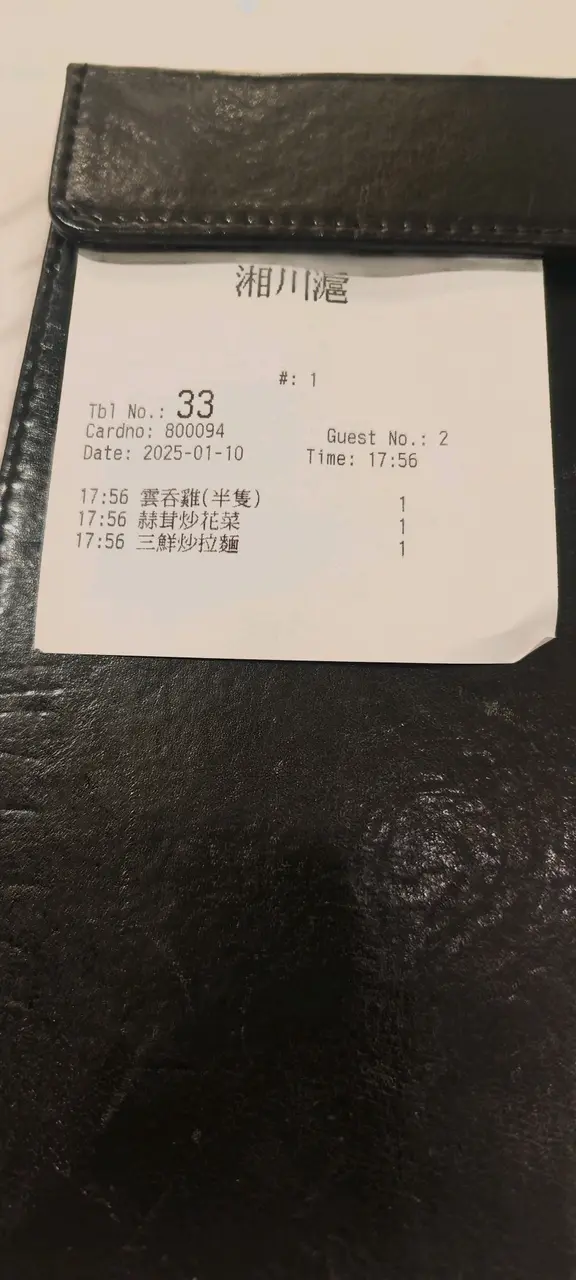 湘川滬
#: 1
Tbl No.: 33
Cardno: 800094 Guest No.: 2
Date: 2025-01-10 Time: 17:56
17:56 雲吞雞(半隻) 1
17:56 蒜茸炒花菜 1
17:56 三鮮炒拉麵 1